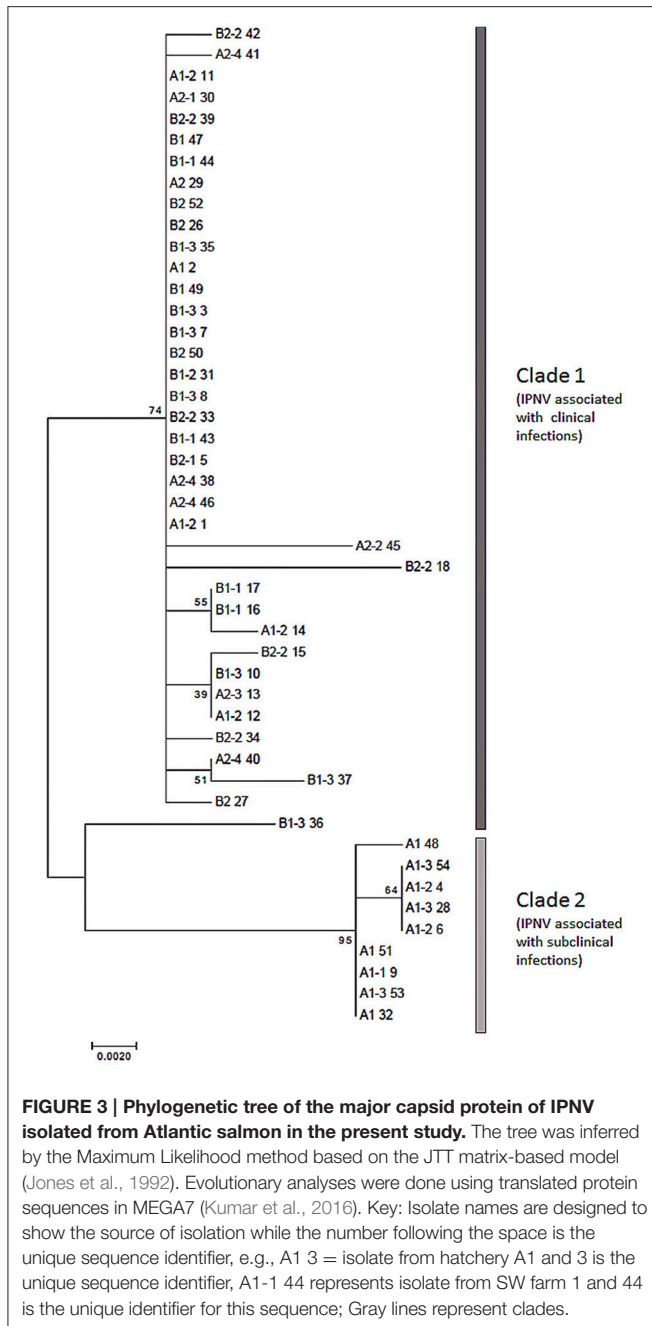 B2-2 42
A2-4 41
A1-2 11
A2-1 30
B2-2 39
B1 47
B1-1 44
A2 29
B2 52
B2 26
B1-3 35
A1 2
B1 49
B1-3 3
B1-3 7
B2 50
B1-2 31
B1-3 8
74
B2-2 33
B1-1 43
B2-1 5
A2-4 38
A2-4 46
A1-2 1
A2-2 45
B2-2 18
B1-1 17
55
B1-1 16
A1-2 14
B2-2 15
B1-3 10
39
A2-3 13
A1-2 12
B2-2 34
A2-4 40
51
B1-3 37
B2 27
B1-3 36
Clade 1
(IPNV associated
with clinical
infections)
A1 48
A1-3 54
64
A1-2 4
A1-3 28
A1-2 6
95
A1 51
A1-1 9
A1-3 53
A1 32
Clade 2
(IPNV associated
with subclinical
infections)
0.0020
FIGURE 3 | Phylogenetic tree of the major capsid protein of IPNV
isolated from Atlantic salmon in the present study. The tree was inferred
by the Maximum Likelihood method based on the JTT matrix-based model
(Jones et al., 1992). Evolutionary analyses were done using translated protein
sequences in MEGA7 (Kumar et al., 2016). Key: Isolate names are designed to
show the source of isolation while the number following the space is the
unique sequence identifier, e.g., A1 3 = isolate from hatchery A1 and 3 is the
unique sequence identifier, A1-1 44 represents isolate from SW farm 1 and 44
is the unique identifier for this sequence; Gray lines represent clades.